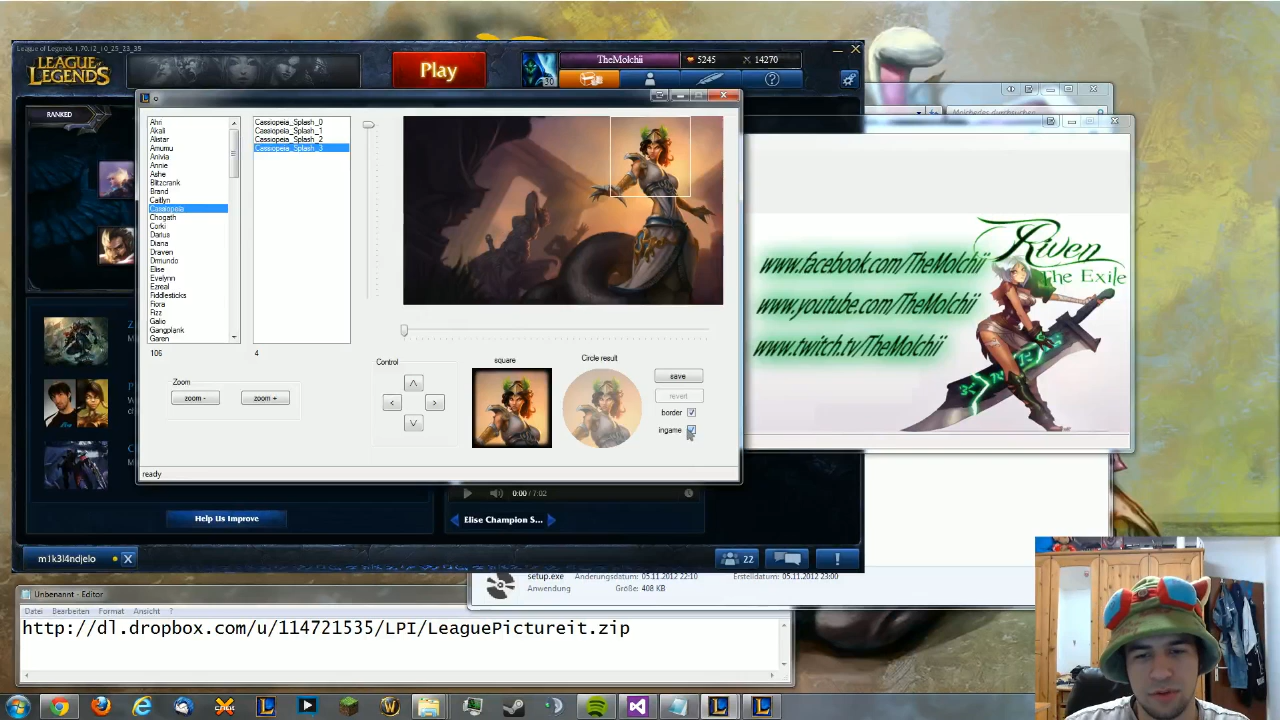 League of Legends 1.70.12_10_25_23_35
LEAGUE
OF
LEGENDS
Play
TheMolchii
5245
14270
30
RANKED
Molchedes durchsuchen
Ahri
Akali
Alistar
Amumu
Anivia
Annie
Ashe
Blitzcrank
Brand
Caitlyn
Cassiopeia
Chogath
Corki
Darius
Diana
Draven
Drmundo
Elise
Evelynn
Ezreal
Fiddlesticks
Fiora
Fizz
Galio
Gangplank
Garen
106
Cassiopeia_Splash_0
Cassiopeia_Splash_1
Cassiopeia_Splash_2
Cassiopeia_Splash_3
4
Zoom
zoom -
zoom +
Control
<
>
square
Circle result
save
revert
border
ingame
ready
Riven
The Exile
www.facebook.com/TheMolchii
www.youtube.com/TheMolchii
www.twitch.tv/TheMolchii
0:00 / 7:02
Help Us Improve
Elise Champion S...
m1k3l4ndjelo
22
setup.exe
Änderungsdatum: 05.11.2012 22:10
Erstelldatum: 05.11.2012 23:00
Anwendung
Größe: 408 KB
Unbenannt - Editor
Datei Bearbeiten Format Ansicht ?
http://dl.dropbox.com/u/114721535/LPI/LeaguePictureit.zip